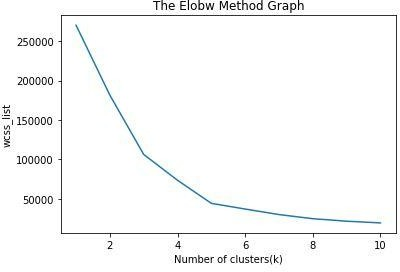 The Elobw Method Graph
250000
200000
150000
100000
50000
wcss_list
2 4 6 8 10
Number of clusters(k)